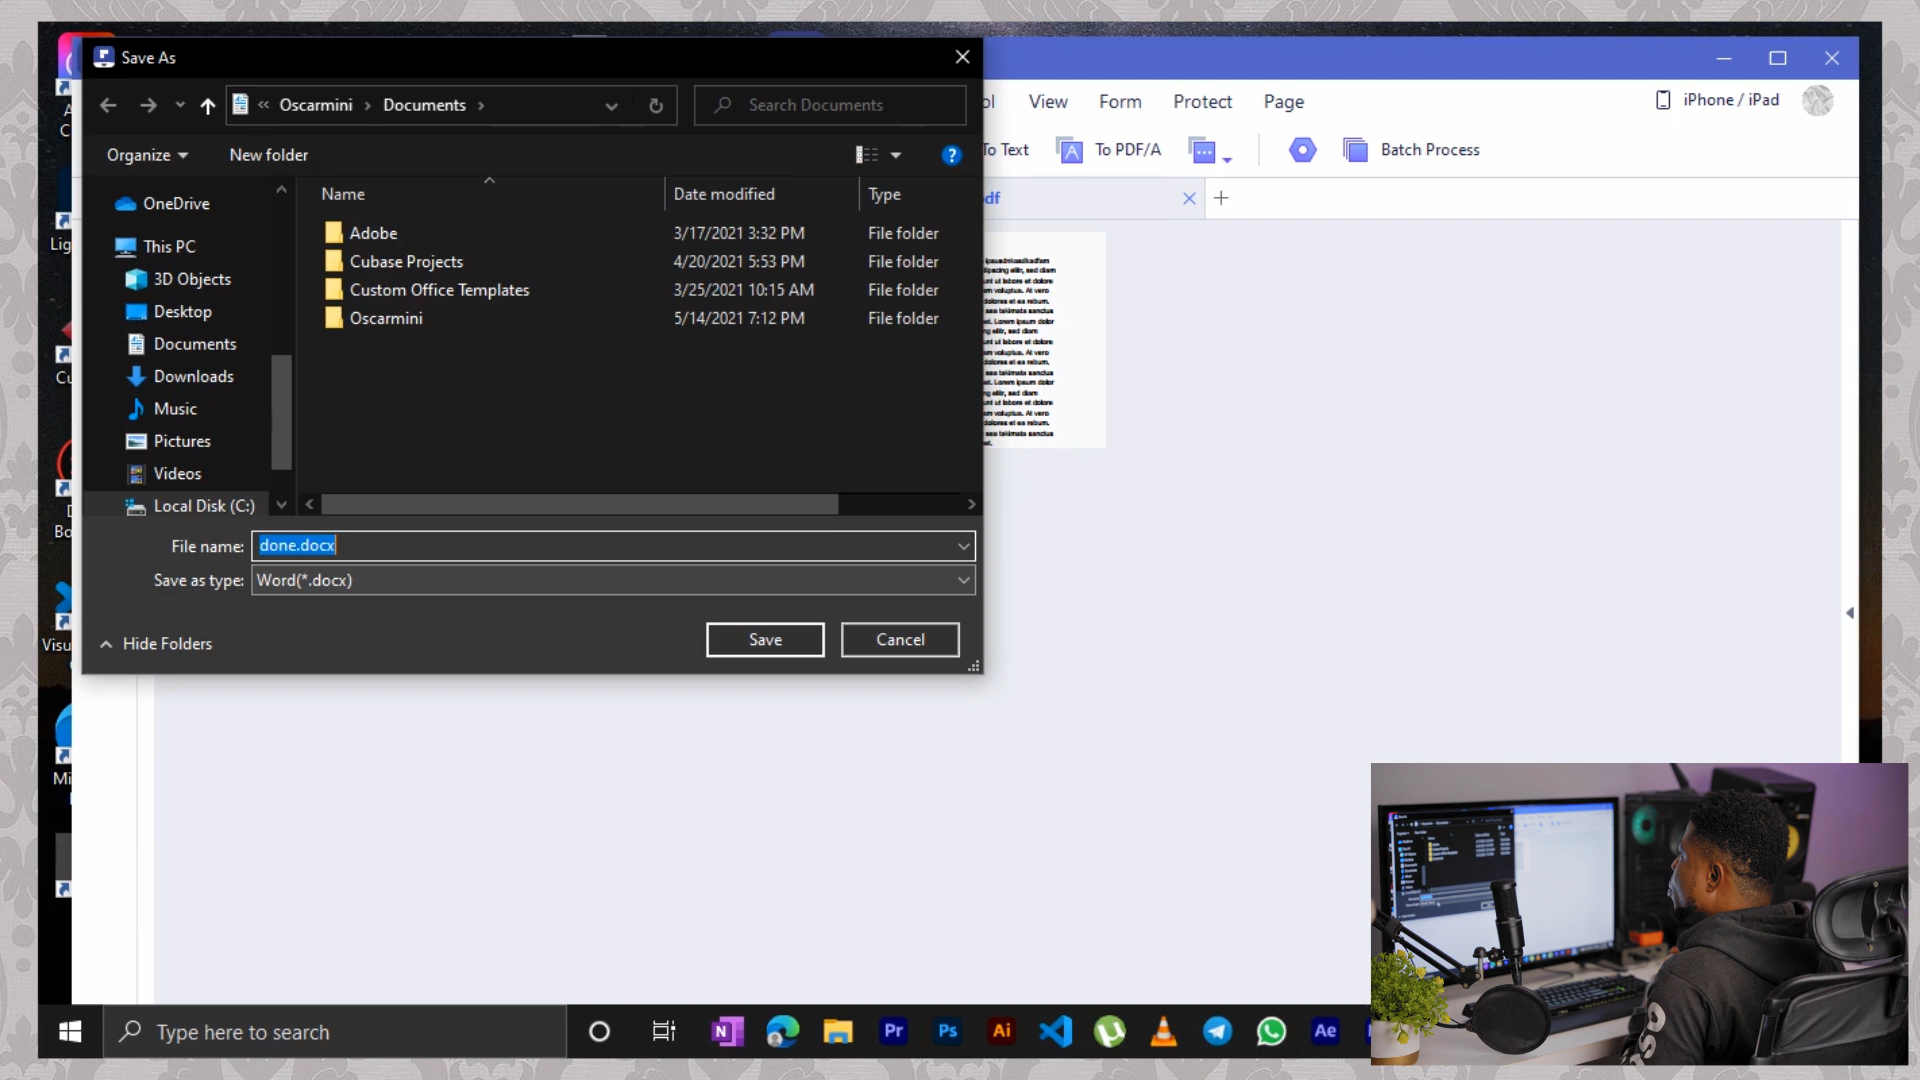 Save As
Oscarmini › Documents ›
Search Documents
View Form Protect Page
iPhone / iPad
Organize
New folder
To Text
To PDF/A
Batch Process
Name
Date modified
Type
OneDrive
This PC
3D Objects
Desktop
Documents
Downloads
Music
Pictures
Videos
Local Disk (C:)
Adobe 3/17/2021 3:32 PM File folder
Cubase Projects 4/20/2021 5:53 PM File folder
Custom Office Templates 3/25/2021 10:15 AM File folder
Oscarmini 5/14/2021 7:12 PM File folder
File name: done.docx
Save as type: Word(*.docx)
Hide Folders
Save
Cancel
Type here to search
N
Pr
Ps
Ai
Ae